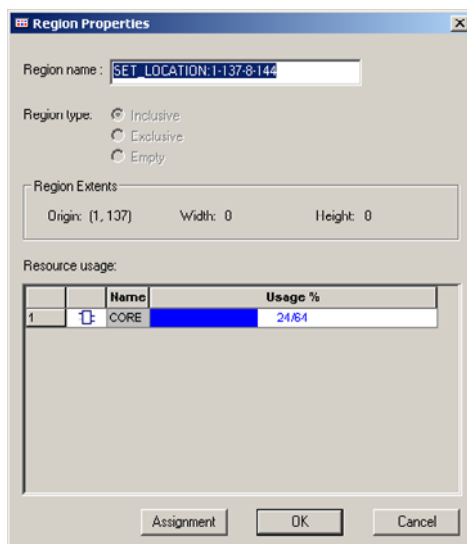 Region Properties
Region name : SET_LOCATION:1-137-8-144
Region type: Inclusive
Exclusive
Empty
Region Extents
Origin: (1, 137) Width: 0 Height: 0
Resource usage:
Name Usage %
1 CORE 24/64
Assignment OK Cancel